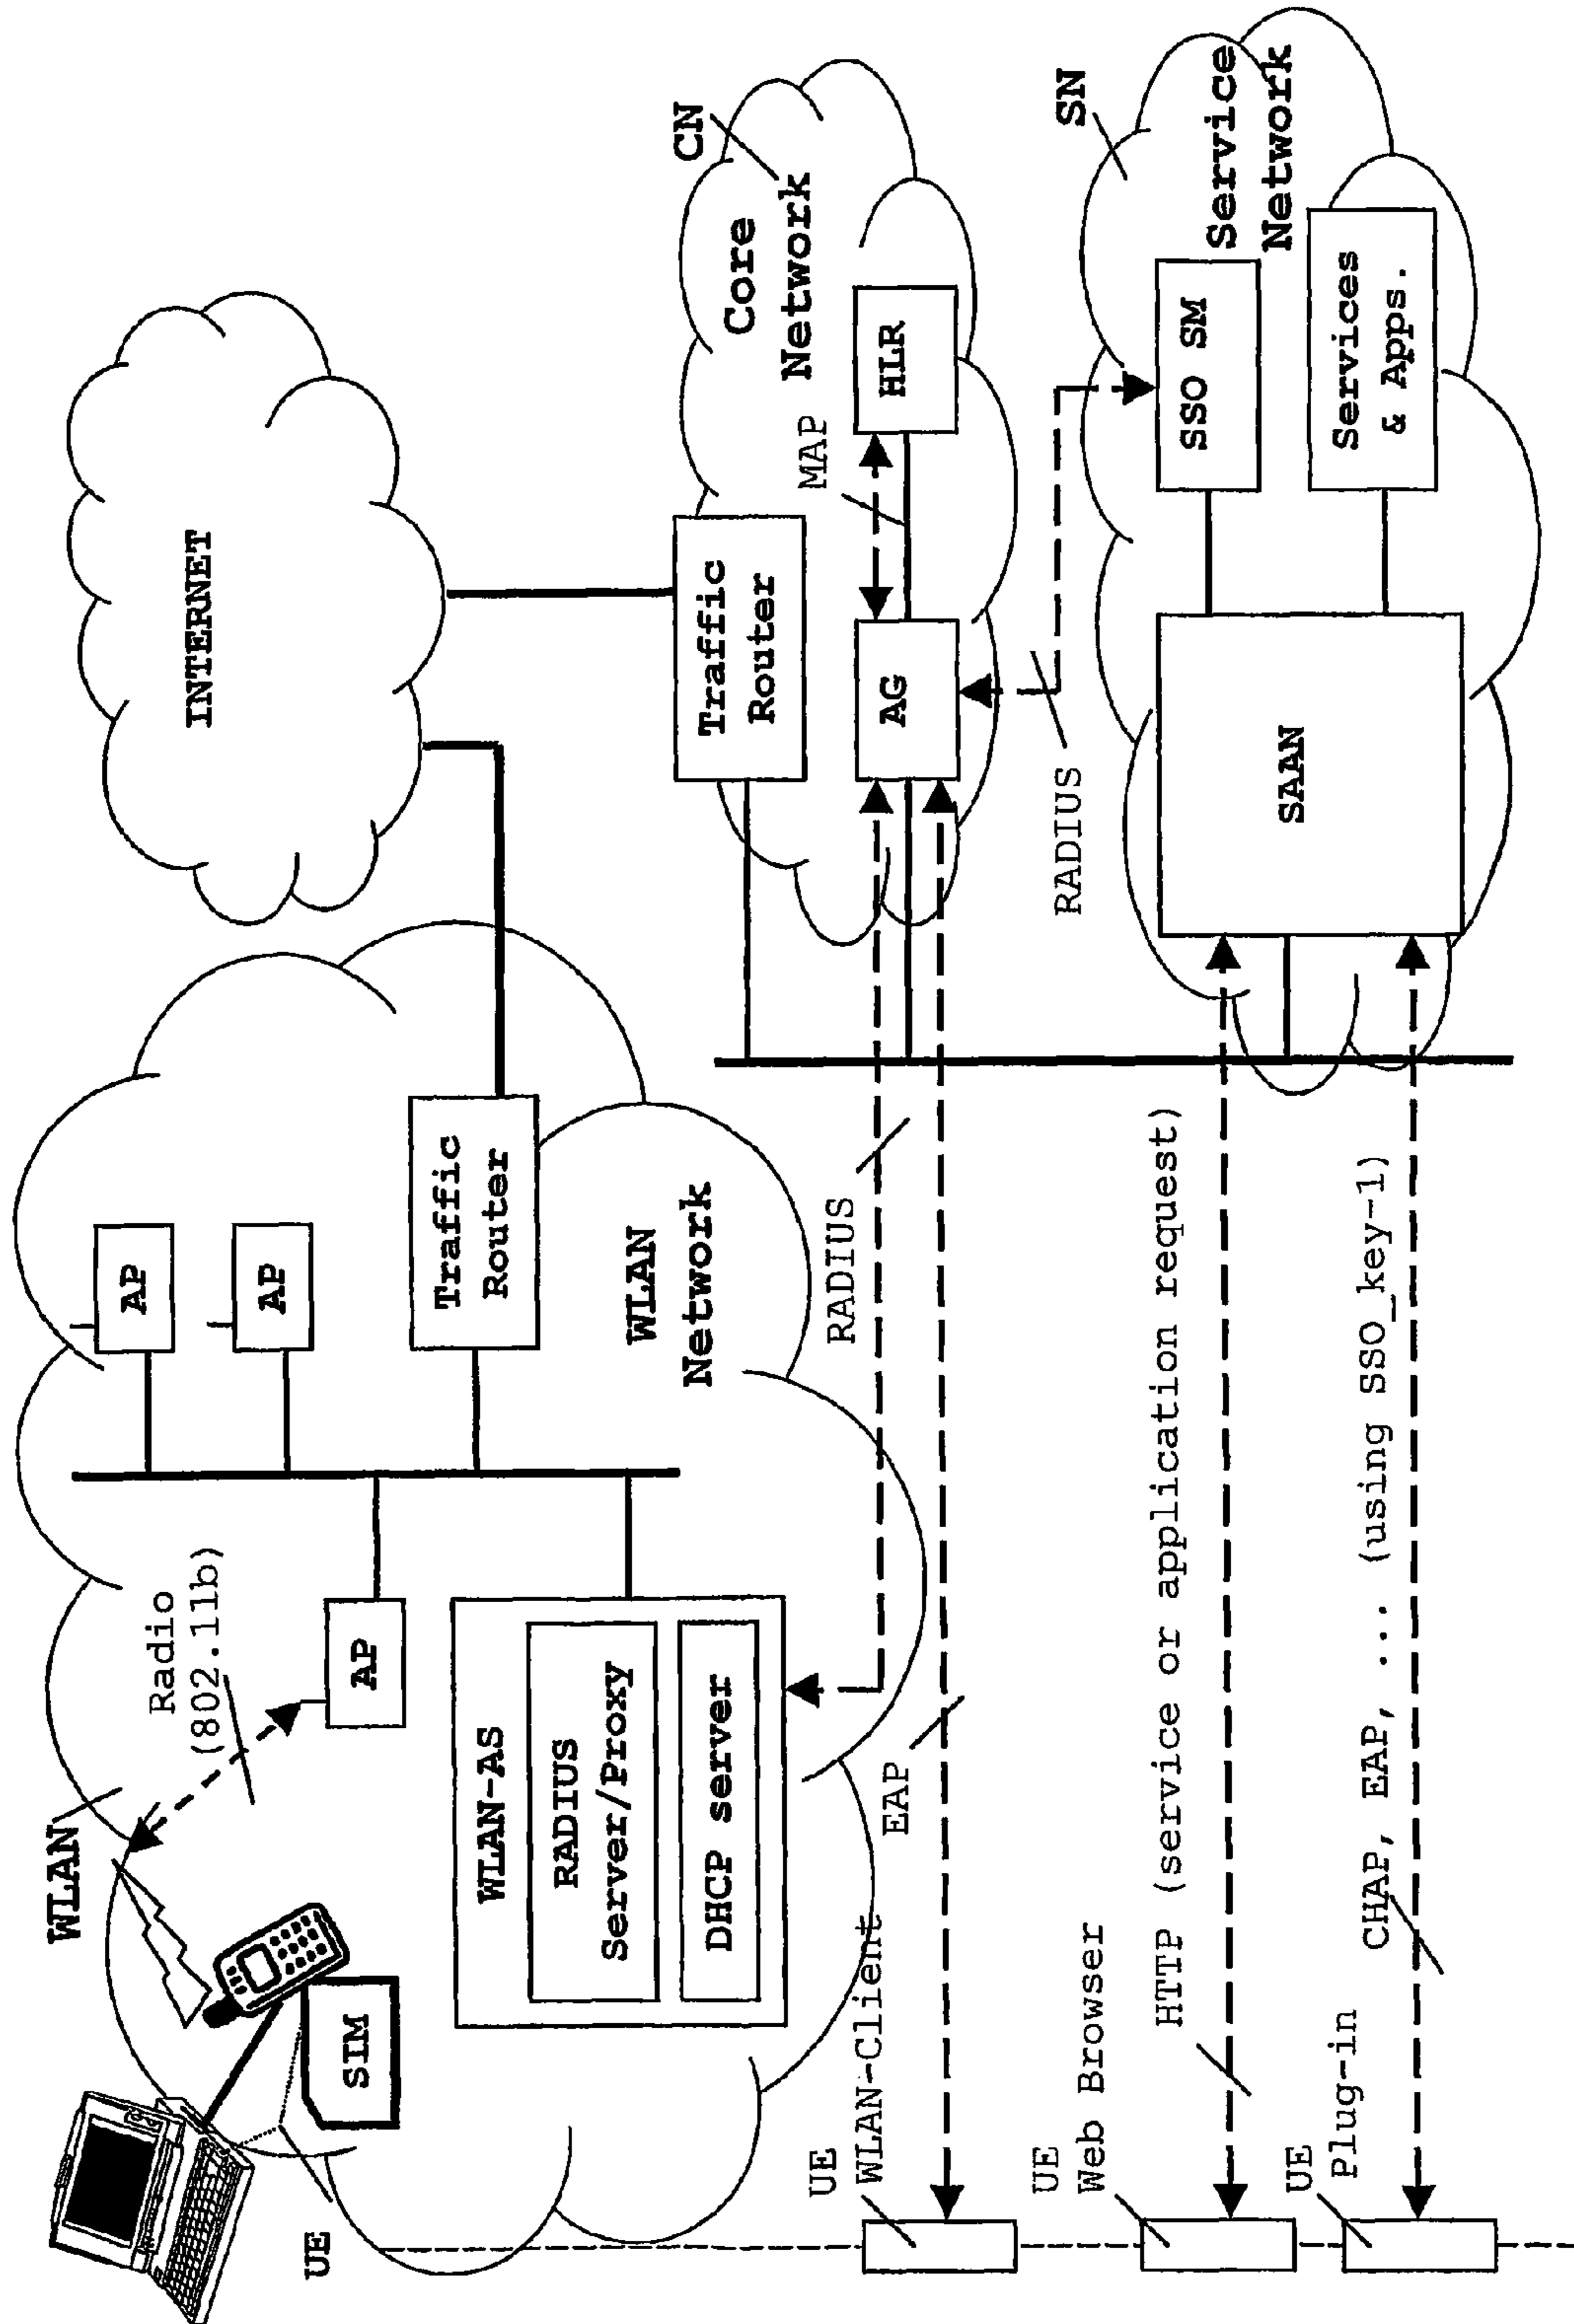 WLAN
Radio
(802.11b)
AP
AP
AP
INTERNET
UE
SIM
WLAN-AS
RADIUS
Server/Proxy
DHCP server
Traffic
Router
WLAN
Network
Traffic
Router
Core
Network
CN
MAP
AG
HLR
RADIUS
UE
WLAN-Client
EAP
RADIUS
SN
SSO SM
Service
Network
UE
Web Browser
HTTP (service or application request)
SAAN
Services
& Apps.
UE
Plug-in
CHAP, EAP, ... (using SSO_key-1)